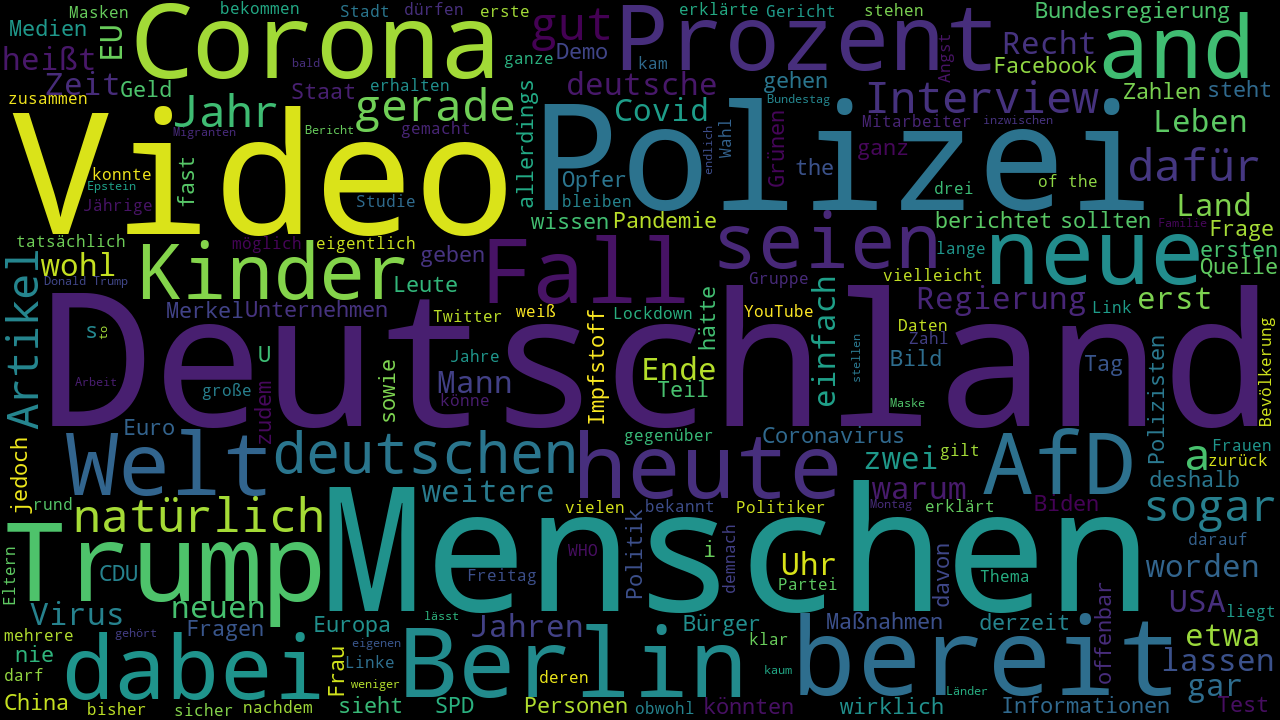 Masken
bekommen
Stadt
dürfen
erste
erklärte
Gericht
stehen
Bundesregierung
Medien
EU
Corona
gut
Prozent
and
heißt
Demo
Recht
ganze
kam
Angst
Facebook
bald
Zeit
Geld
Staat
erhalten
deutsche
gehen
Interview
Zahlen
steht
zusammen
Jahr
gerade
allerdings
Covid
Bundestag
Video
Polizei
Migranten
Bericht
gemacht
Mitarbeiter
inzwischen
Leben
endlich
Wahl
Grünen
ganz
dafür
konnte
fast
the
Epstein
Opfer
drei
of the
Jährige
Studie
bleiben
wissen
Pandemie
berichtet
sollten
Land
Familie
Frage
tatsächlich
möglich
eigentlich
seien
lange
neue
ersten
wohl
Kinder
geben
Fall
Gruppe
vielleicht
Quelle
Donald Trump
Leute
Artikel
Merkel
Unternehmen
Twitter
weiß
Lockdown
hätte
YouTube
einfach
Regierung
Link
erst
Deutschland
s
to
U
Jahre
Impfstoff
Ende
Daten
Zahl
Bild
stellen
Tag
Polizisten
Bevölkerung
Arbeit
große
zudem
sowie
Mann
könne
Teil
Maske
jedoch
Euro
gegenüber
Coronavirus
Welt
deutschen
heute
zwei
gilt
AfD
a
Frauen
zurück
weitere
warum
deshalb
rund
natürlich
vielen
bekannt
Politiker
Montag
erklärt
Biden
sogar
Trump
Menschen
Eltern
CDU
WHO
Politik
i
demnach
Uhr
darauf
Freitag
Partei
Thema
davon
worden
Virus
neuen
lässt
offenbar
USA
liegt
mehrere
gehört
Fragen
Europa
Jahren
Bürger
Maßnahmen
derzeit
etwa
nie
dabei
Frau
eigenen
Berlin
klar
bereit
darf
Linke
kaum
lassen
weniger
deren
Länder
gar
China
bisher
sicher
nachdem
sieht
SPD
Personen
obwohl
könnten
wirklich
Informationen
Test